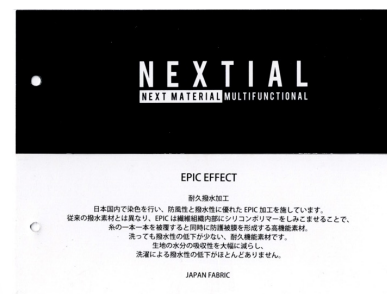 NEXTIAL
NEXT MATERIAL MULTIFUNCTIONAL
EPIC EFFECT
耐久撥水加工
日本国内で染色を行い、防風性と撥水性に優れた EPIC 加工を施しています。
従来の撥水素材とは異なり、EPIC は繊維組織内部にシリコンポリマーをしみこませることで、
糸の一本一本を被覆すると同時に防護被膜を形成する高機能素材。
洗っても撥水性の低下が少ない、耐久機能素材です。
生地の水分の吸収性を大幅に減らし、
洗濯による撥水性の低下がほとんどありません。
JAPAN FABRIC